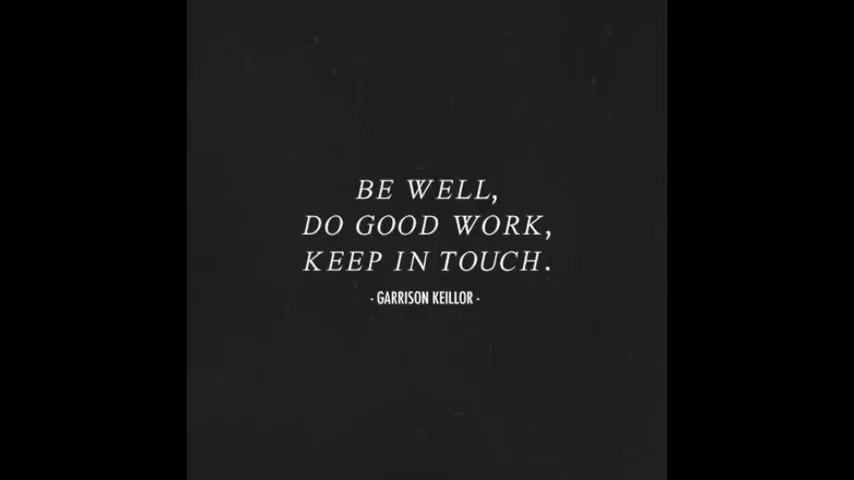 BE WELL,
DO GOOD WORK,
KEEP IN TOUCH.
- GARRISON KEILLOR -